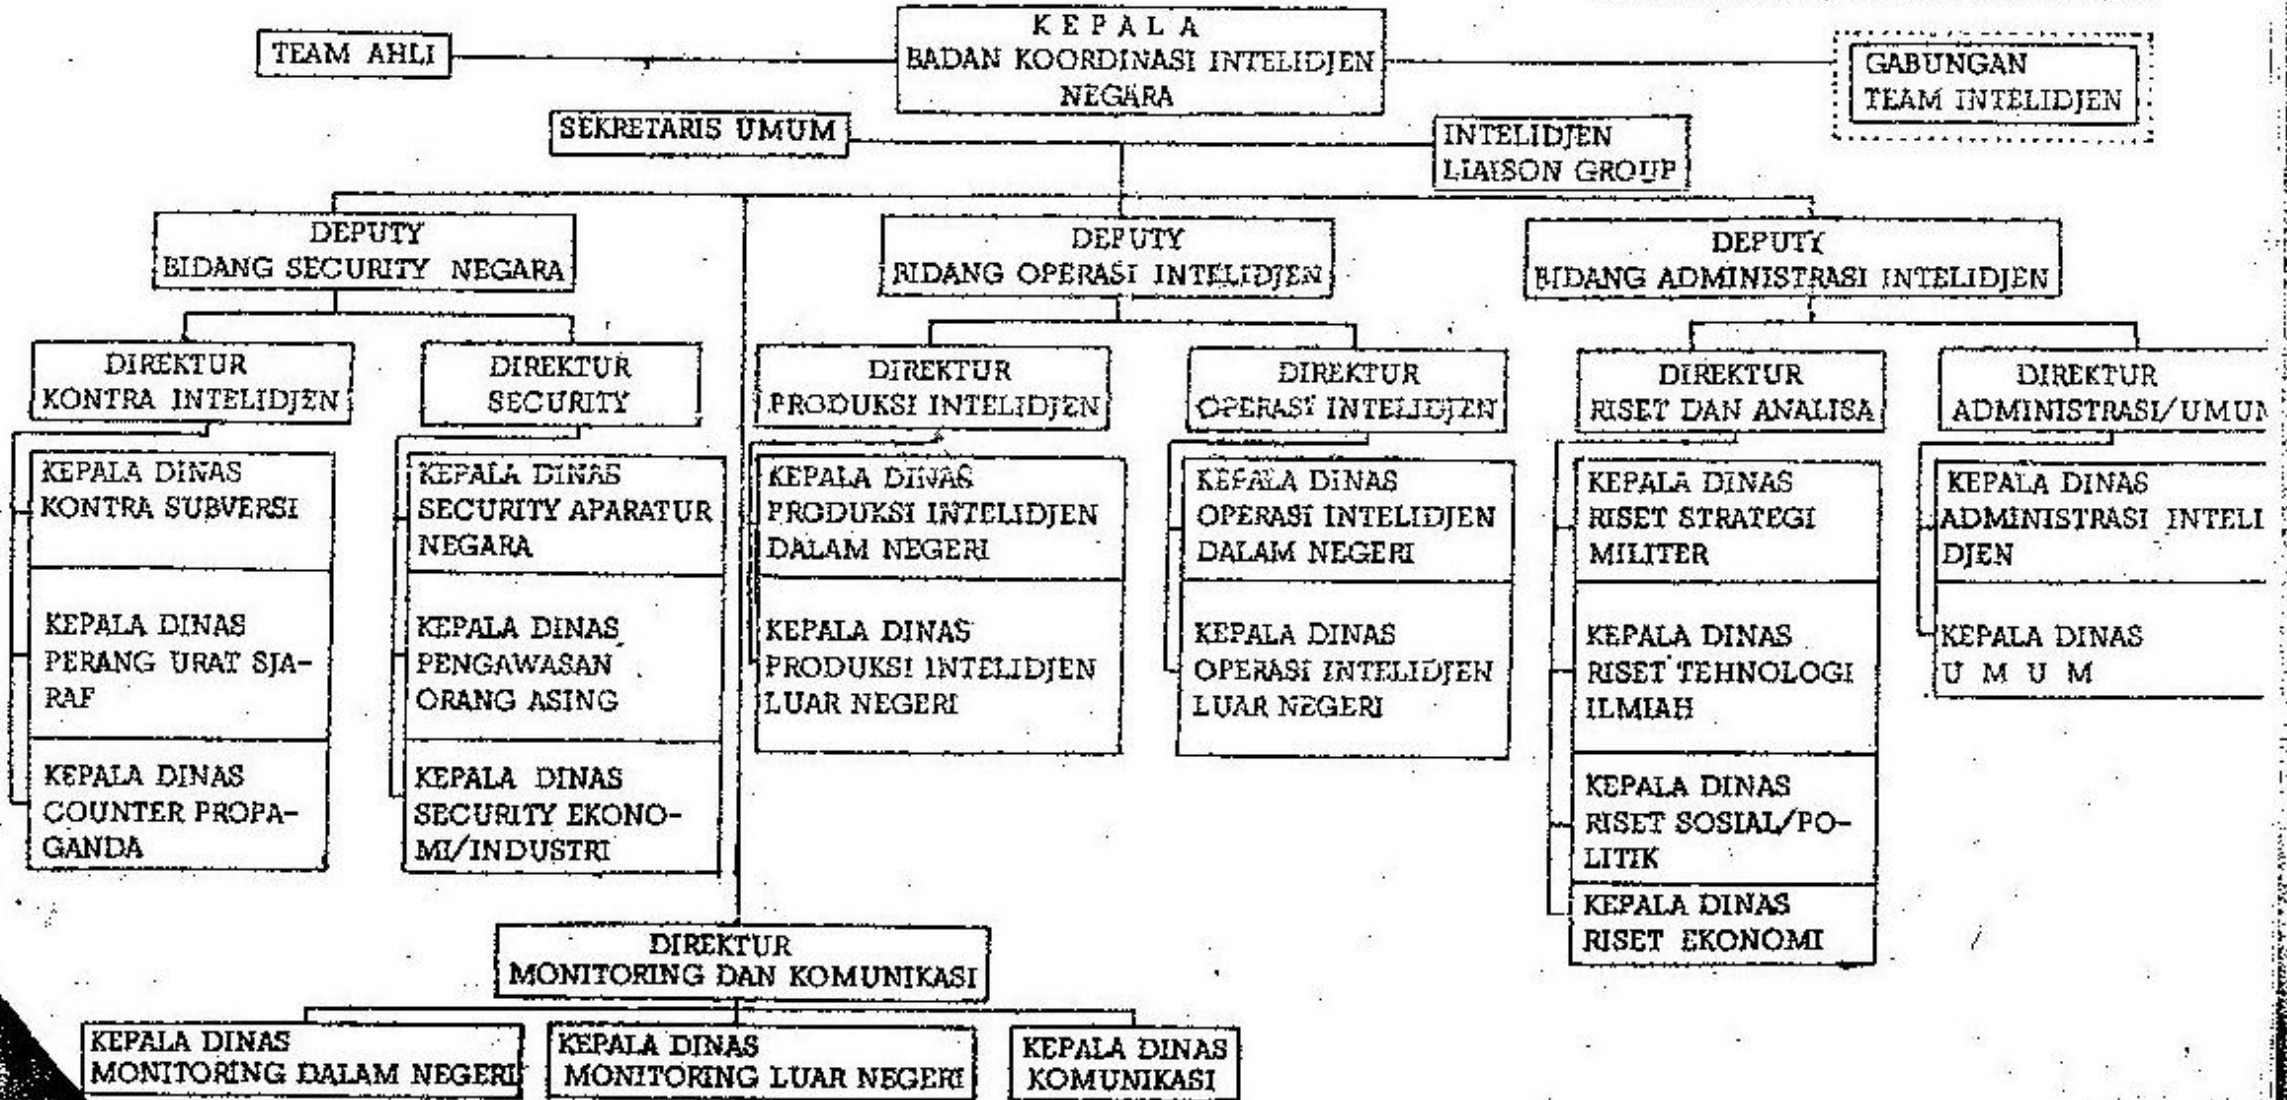 KEPALA
BADAN KOORDINASI INTELIDJEN
NEGARA
TEAM AHLI
GABUNGAN
TEAM INTELIDJEN
SEKRETARIS UMUM
INTELIDJEN
LIAISON GROUP
DEPUTY
BIDANG SECURITY NEGARA
DEPUTY
BIDANG OPERASI INTELIDJEN
DEPUTY
BIDANG ADMINISTRASI INTELIDJEN
DIREKTUR
KONTRA INTELIDJEN
DIREKTUR
SECURITY
DIREKTUR
PRODUKSI INTELIDJEN
DIREKTUR
OPERASI INTELIDJEN
DIREKTUR
RISET DAN ANALISA
DIREKTUR
ADMINISTRASI/UMUM
KEPALA DINAS
KONTRA SUBVERSI
KEPALA DINAS
PERANG URAT SJA-
RAF
KEPALA DINAS
COUNTER PROPA-
GANDA
KEPALA DINAS
SECURITY APARATUR
NEGARA
KEPALA DINAS
PENGAWASAN
ORANG ASING
KEPALA DINAS
SECURITY EKONO-
MI/INDUSTRI
KEPALA DINAS
PRODUKSI INTELIDJEN
DALAM NEGERI
KEPALA DINAS
PRODUKSI INTELIDJEN
LUAR NEGERI
KEPALA DINAS
OPERASI INTELIDJEN
DALAM NEGERI
KEPALA DINAS
OPERASI INTELIDJEN
LUAR NEGERI
KEPALA DINAS
RISET STRATEGI
MILITER
KEPALA DINAS
RISET TEHNOLOGI
ILMIAH
KEPALA DINAS
RISET SOSIAL/PO-
LITIK
KEPALA DINAS
RISET EKONOMI
KEPALA DINAS
ADMINISTRASI INTELI
DJEN
KEPALA DINAS
U M U M
DIREKTUR
MONITORING DAN KOMUNIKASI
KEPALA DINAS
MONITORING DALAM NEGERI
KEPALA DINAS
MONITORING LUAR NEGERI
KEPALA DINAS
KOMUNIKASI